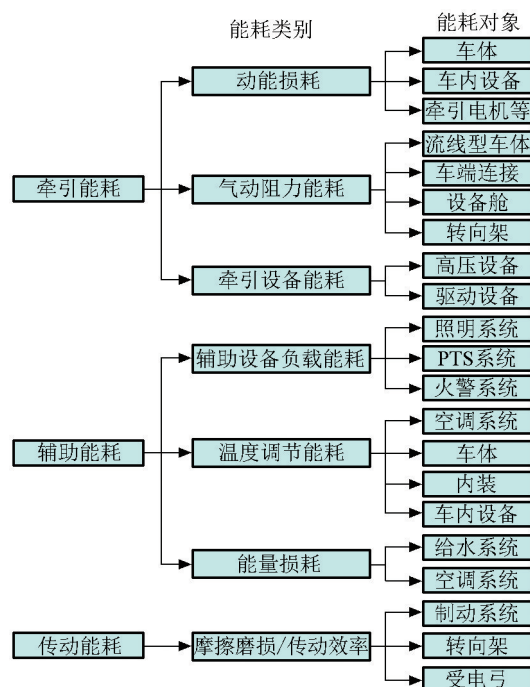 能耗类别
能耗对象
牵引能耗
动能损耗
车体
车内设备
牵引电机等
气动阻力能耗
流线型车体
车端连接
设备舱
转向架
牵引设备能耗
高压设备
驱动设备
辅助能耗
辅助设备负载能耗
照明系统
PTS系统
火警系统
温度调节能耗
空调系统
车体
内装
车内设备
能量损耗
给水系统
空调系统
传动能耗
摩擦磨损/传动效率
制动系统
转向架
受电弓